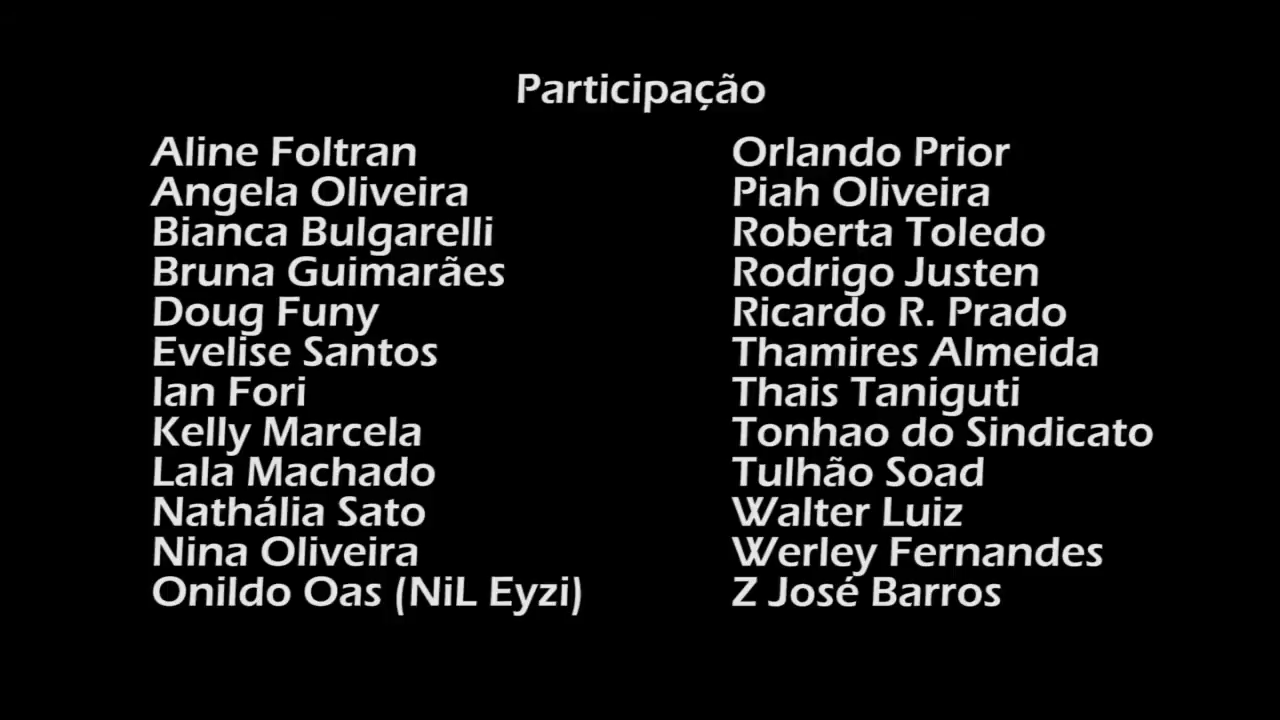 Participação
Aline Foltran
Angela Oliveira
Bianca Bulgarelli
Bruna Guimarães
Doug Funy
Evelise Santos
Ian Fori
Kelly Marcela
Lala Machado
Nathália Sato
Nina Oliveira
Onildo Oas (NiL Eyzi)
Orlando Prior
Piah Oliveira
Roberta Toledo
Rodrigo Justen
Ricardo R. Prado
Thamires Almeida
Thais Taniguti
Tonhao do Sindicato
Tulhão Soad
Walter Luiz
Werley Fernandes
Z José Barros